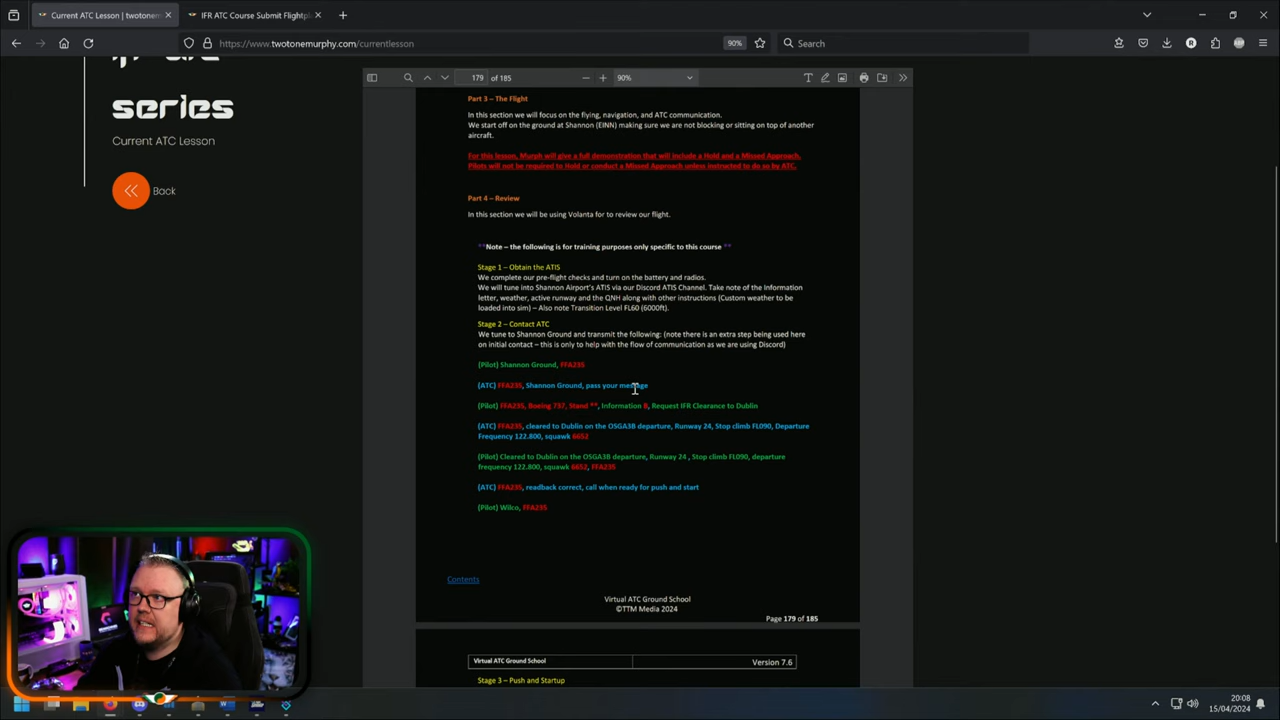 Current ATC Lesson | twotonem
IFR ATC Course Submit Flightpl
https://www.twotonemurphy.com/currentlesson
90%
Search
179 of 185
90%
series
Current ATC Lesson
Back
Part 3 – The Flight
In this section we will focus on the flying, navigation, and ATC communication.
We start off on the ground at Shannon (EINN) making sure we are not blocking or sitting on top of another
aircraft.
For this lesson, Murph will give a full demonstration that will include a Hold and a Missed Approach.
Pilots will not be required to Hold or conduct a Missed Approach unless instructed to do so by ATC.
Part 4 – Review
In this section we will be using Volanta for to review our flight.
**Note – the following is for training purposes only specific to this course **
Stage 1 – Obtain the ATIS
We complete our pre-flight checks and turn on the battery and radios.
We will tune into Shannon Airport's ATIS via our Discord ATIS Channel. Take note of the Information
letter, weather, active runway and the QNH along with other instructions (Custom weather to be
loaded into sim) – Also note Transition Level FL60 (6000ft).
Stage 2 – Contact ATC
We tune to Shannon Ground and transmit the following: (note there is an extra step being used here
on initial contact – this is only to help with the flow of communication as we are using Discord)
(Pilot) Shannon Ground, FFA235
(ATC) FFA235, Shannon Ground, pass your message
(Pilot) FFA235, Boeing 737, Stand **, Information B, Request IFR Clearance to Dublin
(ATC) FFA235, cleared to Dublin on the OSGA3B departure, Runway 24, Stop climb FL090, Departure
Frequency 122.800, squawk 6652
(Pilot) Cleared to Dublin on the OSGA3B departure, Runway 24 , Stop climb FL090, departure
frequency 122.800, squawk 6652, FFA235
(ATC) FFA235, readback correct, call when ready for push and start
(Pilot) Wilco, FFA235
Contents
Virtual ATC Ground School
©TTM Media 2024
Page 179 of 185
Virtual ATC Ground School
Version 7.6
Stage 3 – Push and Startup
20:08
15/04/2024